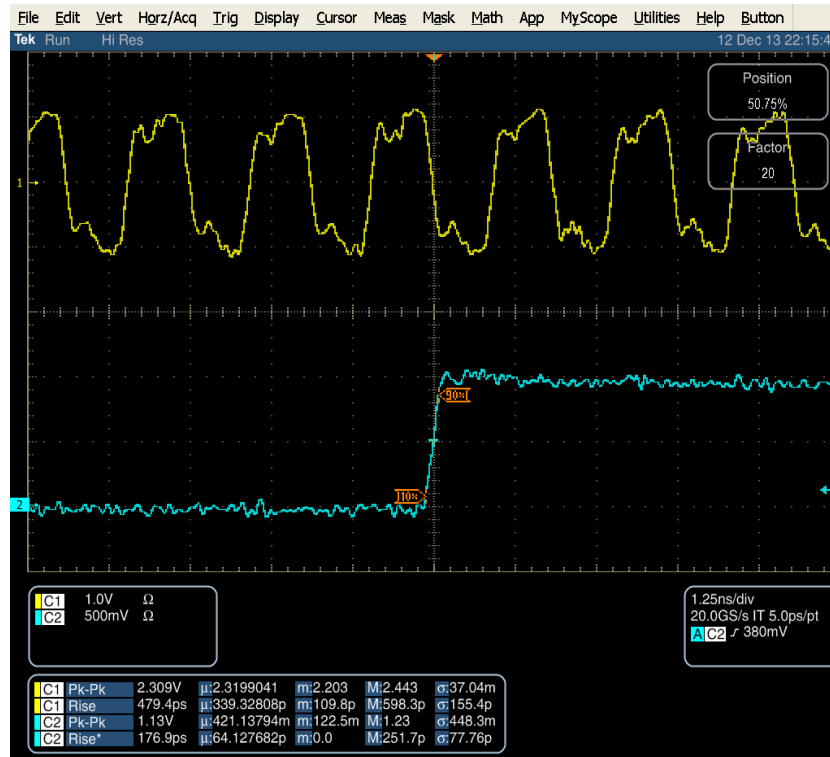 File Edit Vert Horz/Acq Trig Display Cursor Meas Mask Math App MyScope Utilities Help Button
Tek Run Hi Res 12 Dec 13 22:15:4
Position
50.75%
Factor
20
1
90%
10%
2
C1 1.0V Ω
C2 500mV Ω
1.25ns/div
20.0GS/s IT 5.0ps/pt
A C2 ƒ 380mV
C1 Pk-Pk 2.309V µ:2.3199041 m:2.203 M:2.443 σ:37.04m
C1 Rise 479.4ps µ:339.32808p m:109.8p M:598.3p σ:155.4p
C2 Pk-Pk 1.13V µ:421.13794m m:122.5m M:1.23 σ:448.3m
C2 Rise* 176.9ps µ:64.127682p m:0.0 M:251.7p σ:77.76p